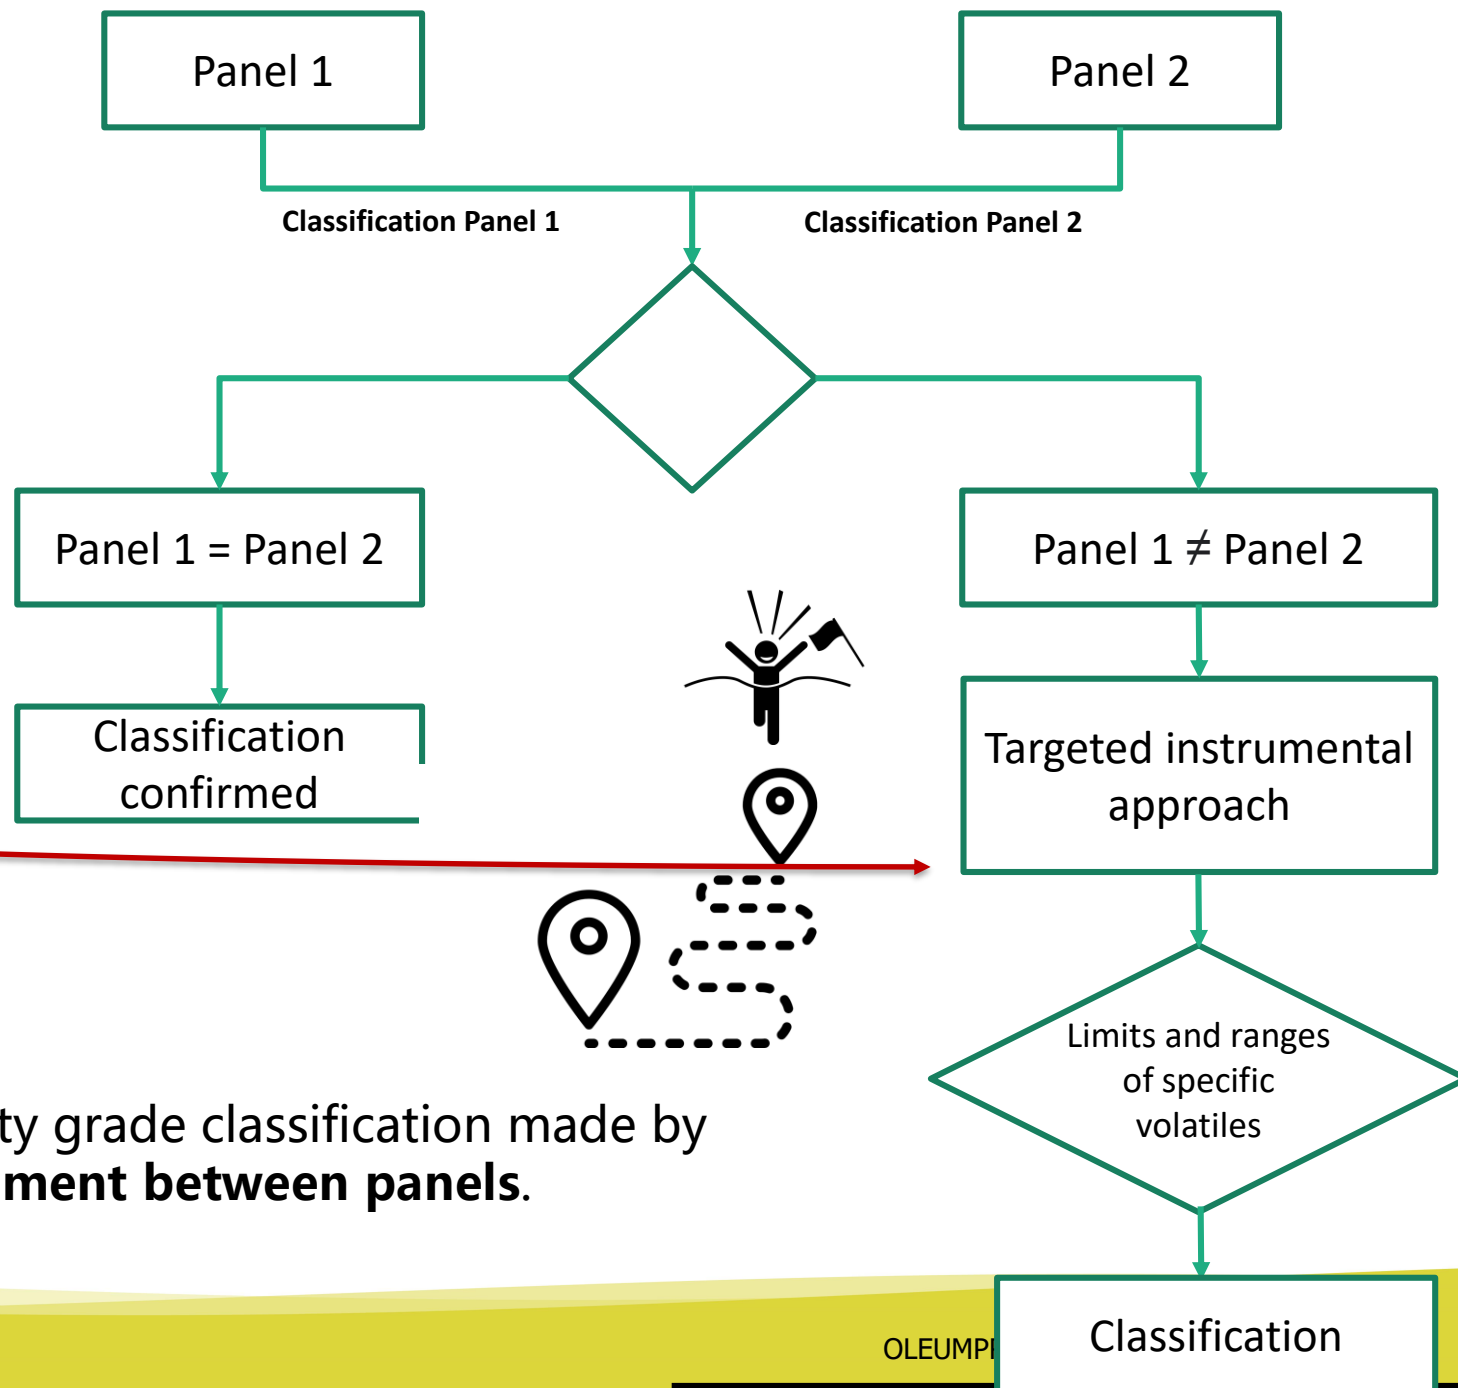 Panel 1
Panel 2
Classification Panel 1
Classification Panel 2
Panel 1 = Panel 2
Panel 1 ≠ Panel 2
Classification
confirmed
Targeted instrumental
approach
Limits and ranges
of specific
volatiles
ty grade classification made by
ment between panels.
OLEUMP
Classification